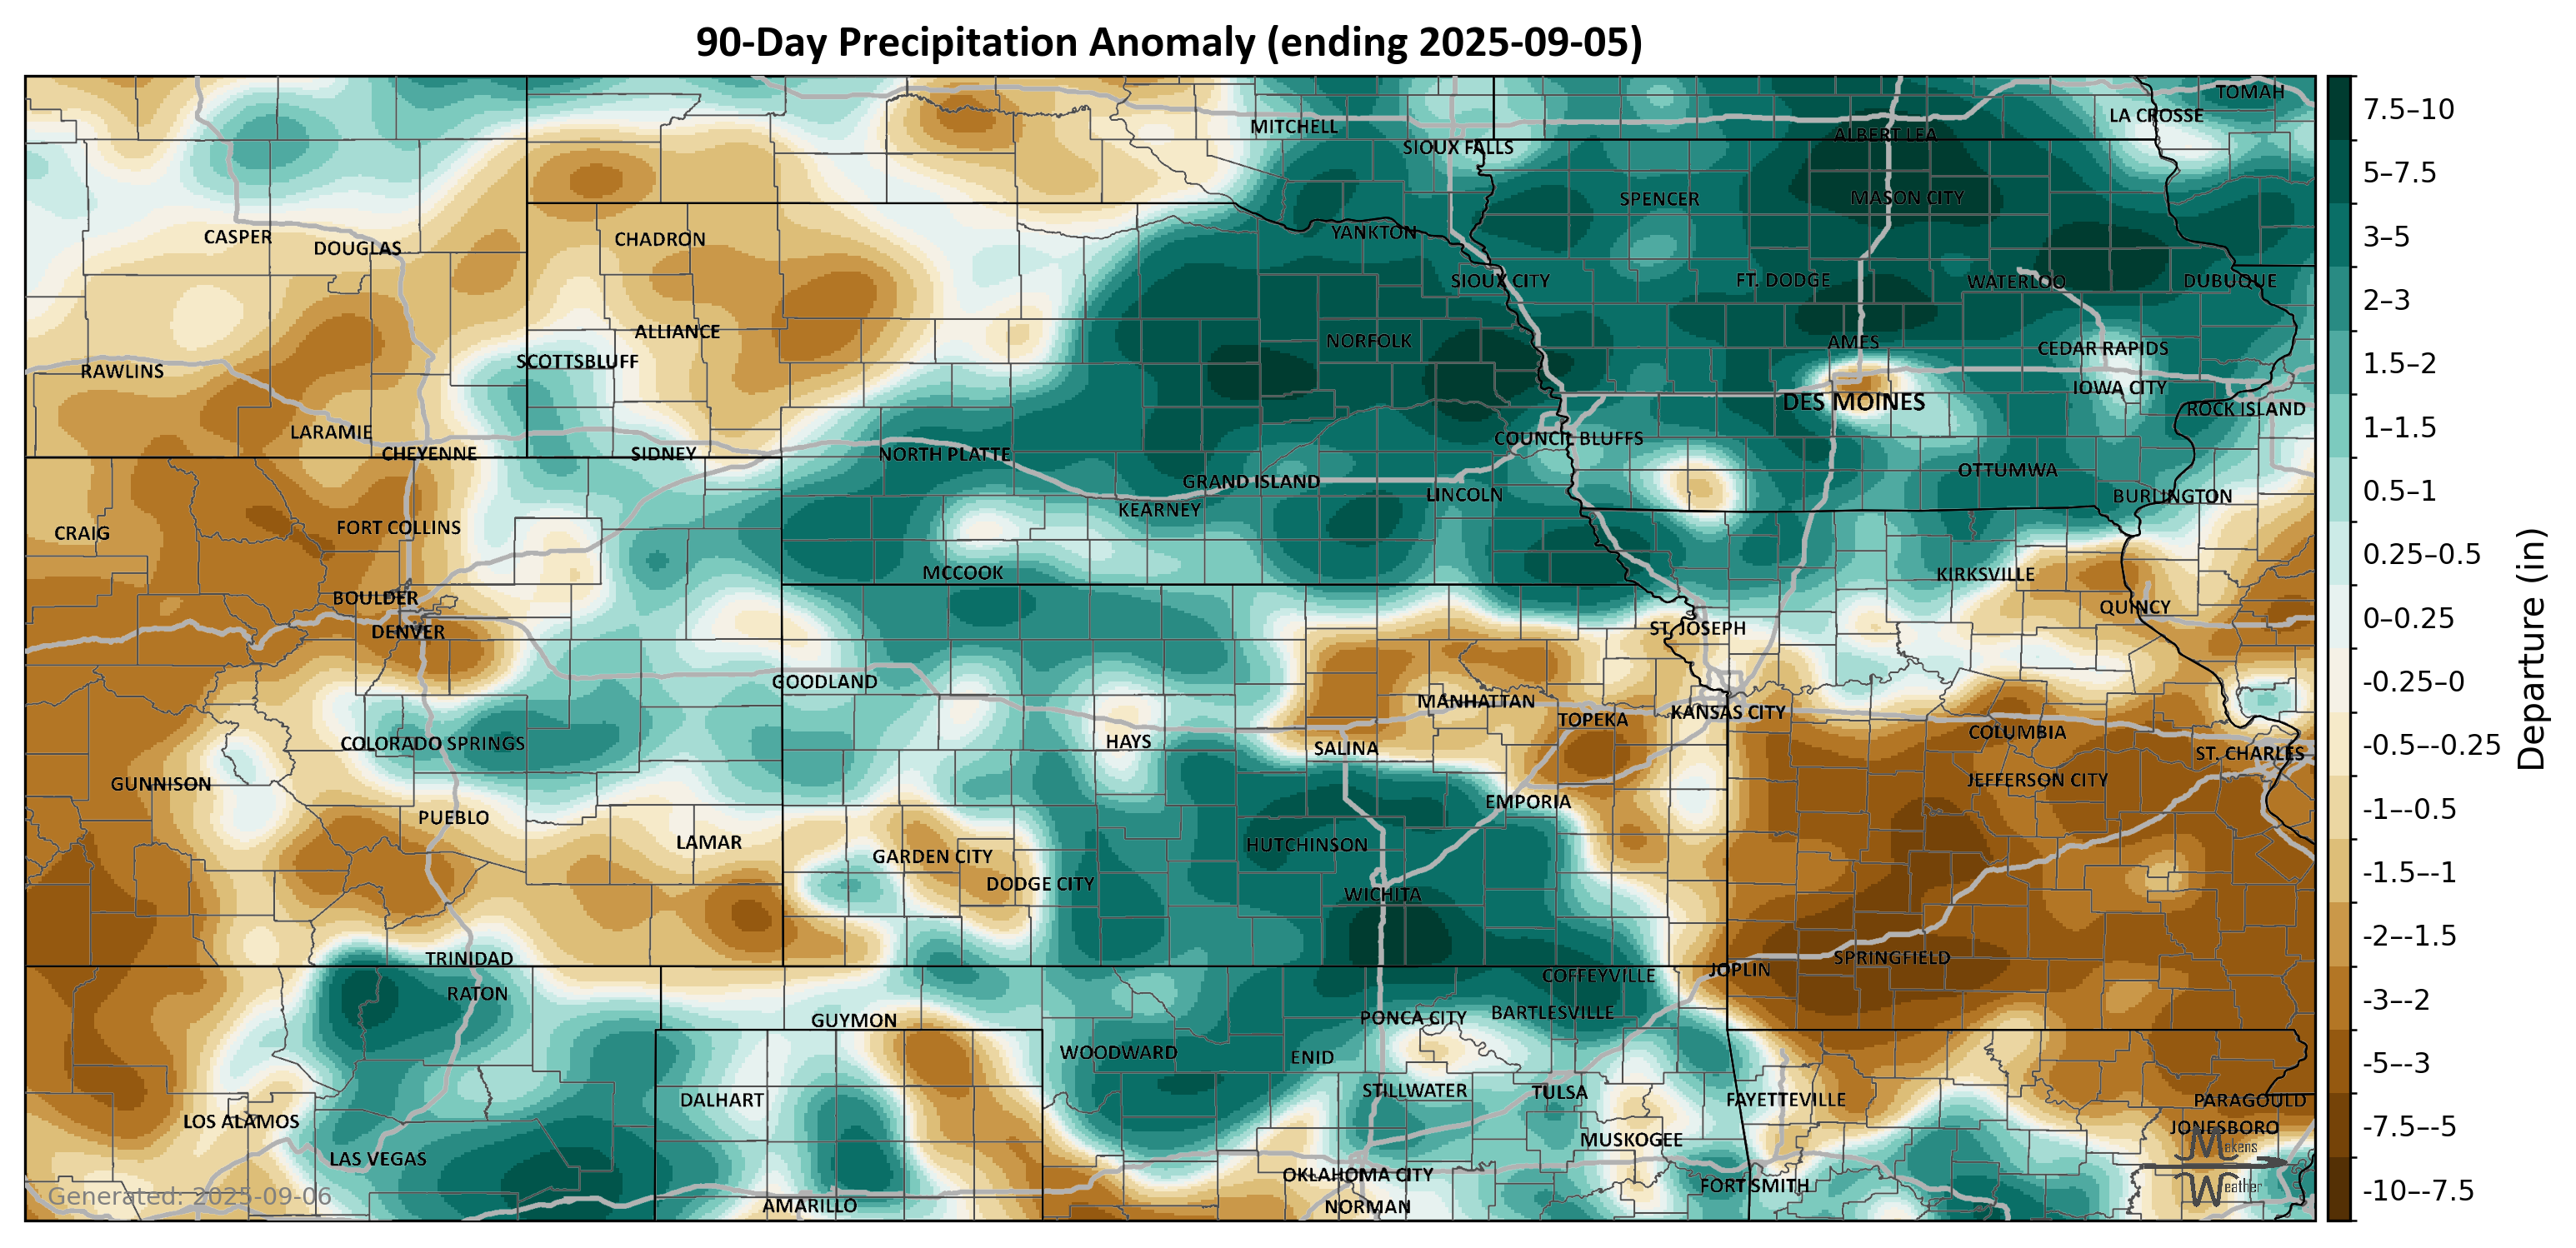 90-Day Precipitation Anomaly (ending 2025-09-05)
TOMAH
LA CROSSE
MITCHELL
ALBERT LEA
SIOUX FALLS
SPENCER
MASON CITY
CASPER
DOUGLAS
CHADRON
YANKTON
SIOUX CITY
FT. DODGE
WATERLOO
DUBUQUE
ALLIANCE
NORFOLK
AMES
CEDAR RAPIDS
SCOTTSBLUFF
RAWLINS
IOWA CITY
DES MOINES
ROCK ISLAND
LARAMIE
COUNCIL BLUFFS
CHEYENNE
SIDNEY
NORTH PLATTE
OTTUMWA
GRAND ISLAND
LINCOLN
BURLINGTON
KEARNEY
CRAIG
FORT COLLINS
MCCOOK
KIRKSVILLE
BOULDER
QUINCY
DENVER
ST. JOSEPH
GOODLAND
MANHATTAN
KANSAS CITY
TOPEKA
COLUMBIA
COLORADO SPRINGS
HAYS
SALINA
ST. CHARLES
GUNNISON
JEFFERSON CITY
EMPORIA
PUEBLO
LAMAR
HUTCHINSON
GARDEN CITY
DODGE CITY
WICHITA
TRINIDAD
SPRINGFIELD
JOPLIN
COFFEYVILLE
RATON
BARTLESVILLE
GUYMON
PONCA CITY
WOODWARD
ENID
STILLWATER
TULSA
DALHART
FAYETTEVILLE
PARAGOULD
LOS ALAMOS
JONESBORO
MUSKOGEE
LAS VEGAS
OKLAHOMA CITY
FORT SMITH
AMARILLO
NORMAN
Generated: 2025-09-06
Makens
Weather
7.5–10
5–7.5
3–5
2–3
1.5–2
1–1.5
0.5–1
0.25–0.5
0–0.25
-0.25–0
-0.5–-0.25
-1–-0.5
-1.5–-1
-2–-1.5
-3–-2
-5–-3
-7.5–-5
-10–-7.5
Departure (in)